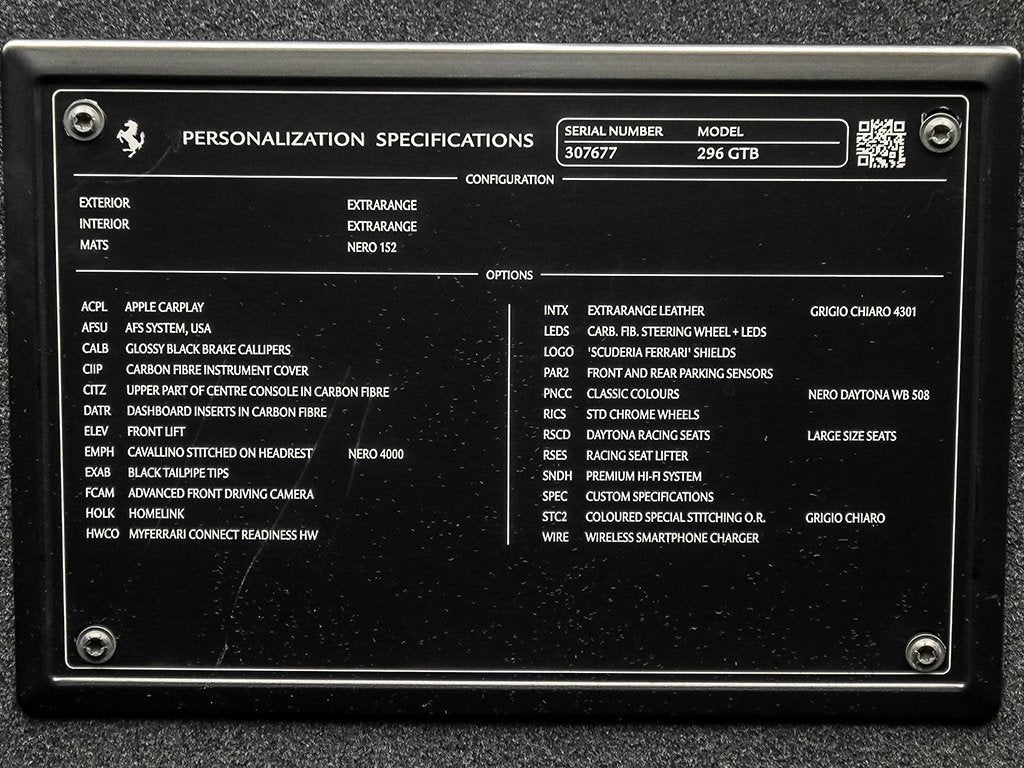 PERSONALIZATION SPECIFICATIONS
SERIAL NUMBER MODEL
307677 296 GTB
CONFIGURATION
EXTERIOR EXTRARANGE
INTERIOR EXTRARANGE
MATS NERO 152
OPTIONS
ACPL APPLE CARPLAY
AFSU AFS SYSTEM, USA
CALB GLOSSY BLACK BRAKE CALLIPERS
CIIP CARBON FIBRE INSTRUMENT COVER
CITZ UPPER PART OF CENTRE CONSOLE IN CARBON FIBRE
DATR DASHBOARD INSERTS IN CARBON FIBRE
ELEV FRONT LIFT
EMPH CAVALLINO STITCHED ON HEADREST NERO 4000
EXAB BLACK TAILPIPE TIPS
FCAM ADVANCED FRONT DRIVING CAMERA
HOLK HOMELINK
HWCO MYFERRARI CONNECT READINESS HW
INTX EXTRARANGE LEATHER GRIGIO CHIARO 4301
LEDS CARB. FIB. STEERING WHEEL + LEDS
LOGO 'SCUDERIA FERRARI' SHIELDS
PAR2 FRONT AND REAR PARKING SENSORS
PNCC CLASSIC COLOURS NERO DAYTONA WB 508
RICS STD CHROME WHEELS
RSCD DAYTONA RACING SEATS LARGE SIZE SEATS
RSES RACING SEAT LIFTER
SNDH PREMIUM HI-FI SYSTEM
SPEC CUSTOM SPECIFICATIONS
STC2 COLOURED SPECIAL STITCHING O.R. GRIGIO CHIARO
WIRE WIRELESS SMARTPHONE CHARGER